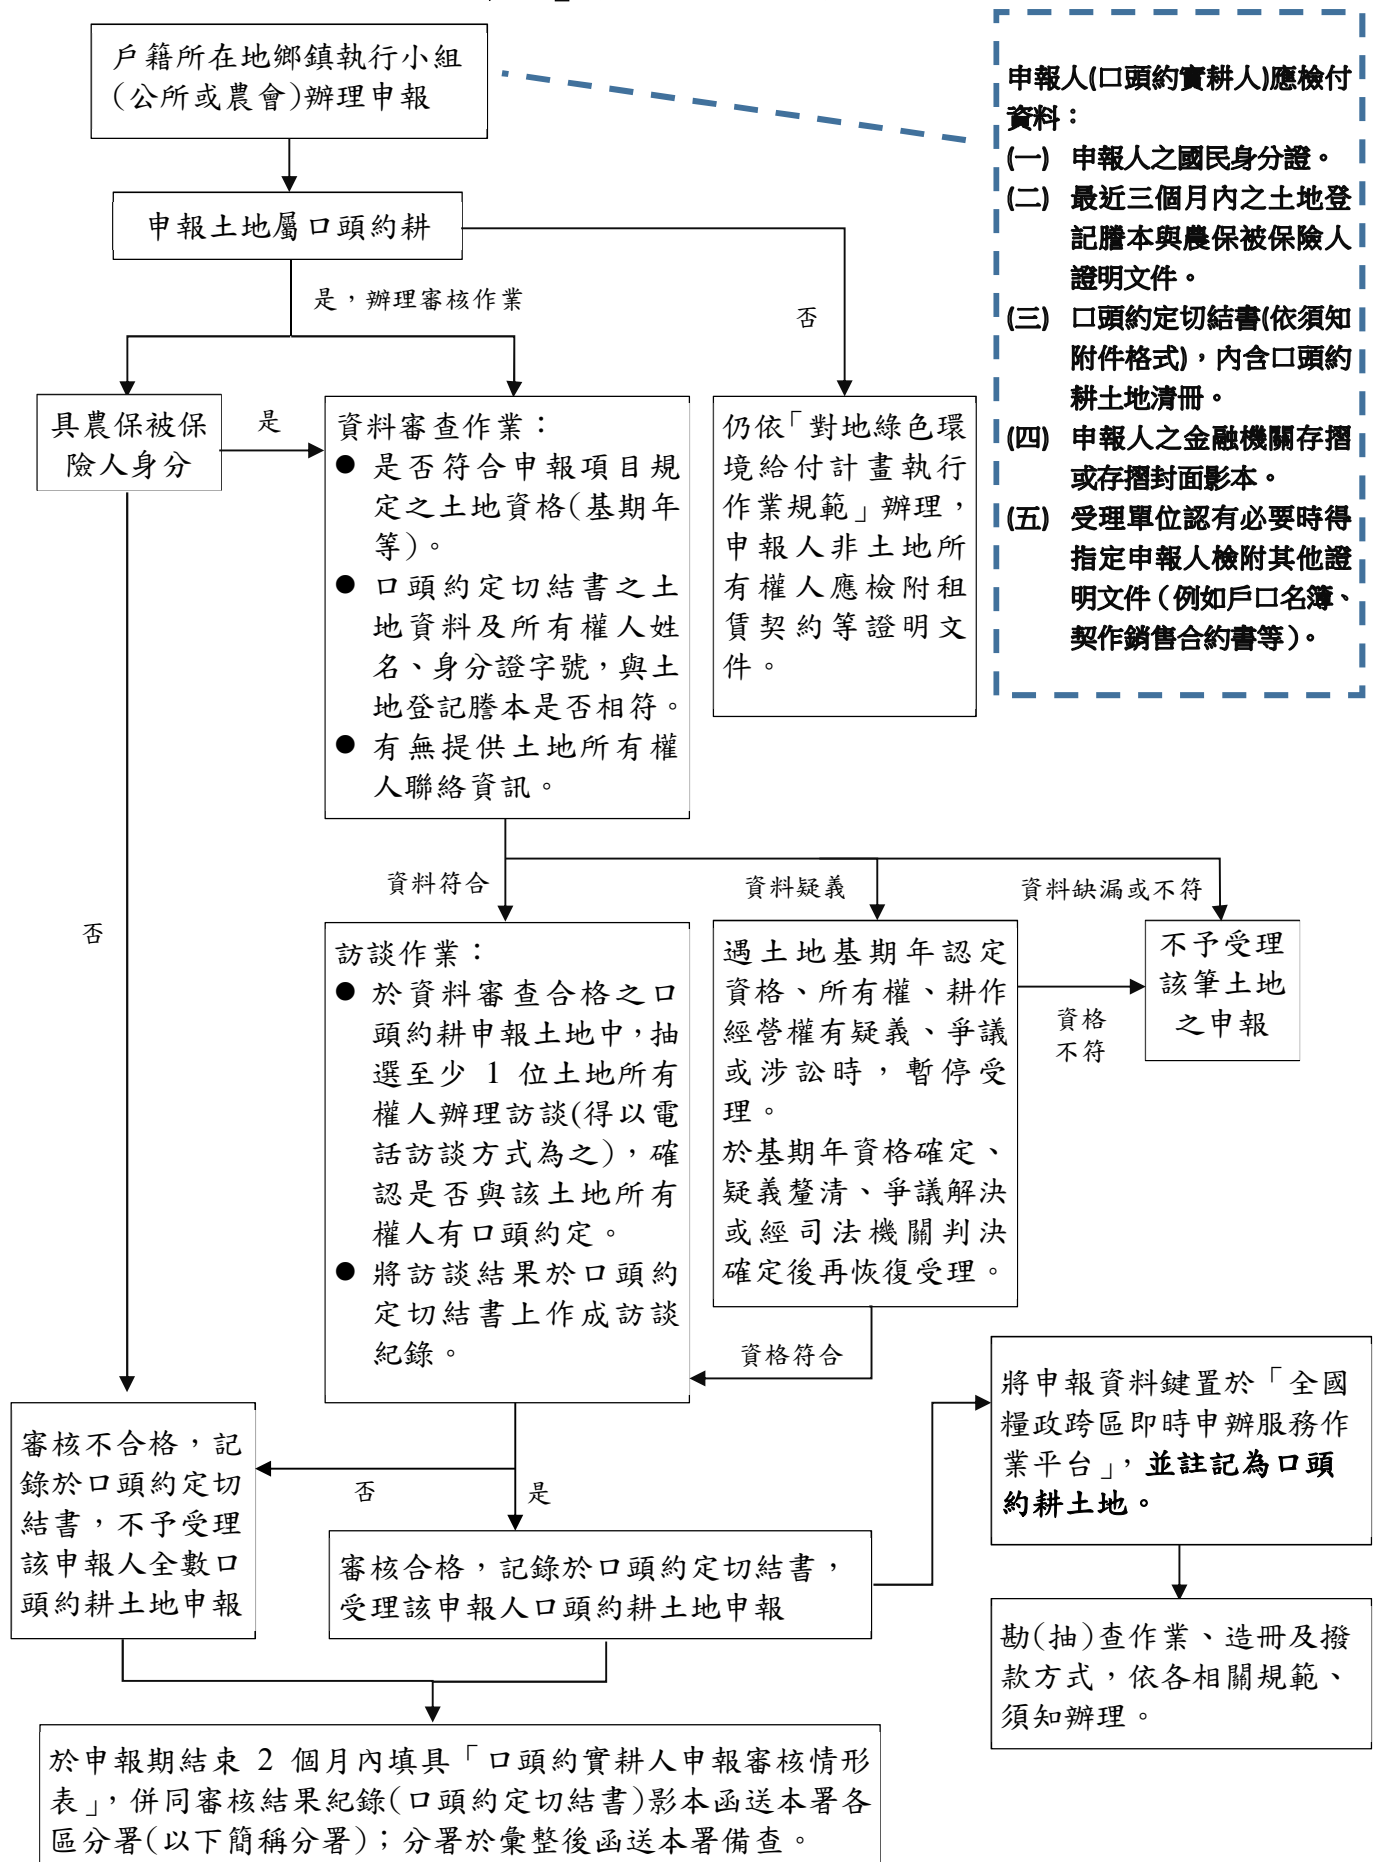 戶籍所在地鄉鎮執行小組
(公所或農會)辦理申報
申報人(口頭約實耕人)應檢付
資料：
(一) 申報人之國民身分證。
(二) 最近三個月內之土地登
記謄本與農保被保險人
證明文件。
(三) 口頭約定切結書(依須知
附件格式)，內含口頭約
耕土地清冊。
(四) 申報人之金融機關存摺
或存摺封面影本。
(五) 受理單位認有必要時得
指定申報人檢附其他證
明文件（例如戶口名簿、
契作銷售合約書等）。
申報土地屬口頭約耕
是，辦理審核作業
否
具農保被保
險人身分
是
資料審查作業：
● 是否符合申報項目規
定之土地資格(基期年
等)。
● 口頭約定切結書之土
地資料及所有權人姓
名、身分證字號，與土
地登記謄本是否相符。
● 有無提供土地所有權
人聯絡資訊。
仍依「對地綠色環
境給付計畫執行
作業規範」辦理，
申報人非土地所
有權人應檢附租
賃契約等證明文
件。
資料符合
資料疑義
資料缺漏或不符
否
訪談作業：
● 於資料審查合格之口
頭約耕申報土地中，抽
選至少 1 位土地所有
權人辦理訪談(得以電
話訪談方式為之)，確
認是否與該土地所有
權人有口頭約定。
● 將訪談結果於口頭約
定切結書上作成訪談
紀錄。
遇土地基期年認定
資格、所有權、耕作
經營權有疑義、爭議
或涉訟時，暫停受
理。
於基期年資格確定、
疑義釐清、爭議解決
或經司法機關判決
確定後再恢復受理。
資格
不符
不予受理
該筆土地
之申報
資格符合
否
是
審核不合格，記
錄於口頭約定切
結書，不予受理
該申報人全數口
頭約耕土地申報
審核合格，記錄於口頭約定切結書，
受理該申報人口頭約耕土地申報
將申報資料鍵置於「全國
糧政跨區即時申辦服務作
業平台」，並註記為口頭
約耕土地。
勘(抽)查作業、造冊及撥
款方式，依各相關規範、
須知辦理。
於申報期結束 2 個月內填具「口頭約實耕人申報審核情形
表」，併同審核結果紀錄(口頭約定切結書)影本函送本署各
區分署(以下簡稱分署)；分署於彙整後函送本署備查。